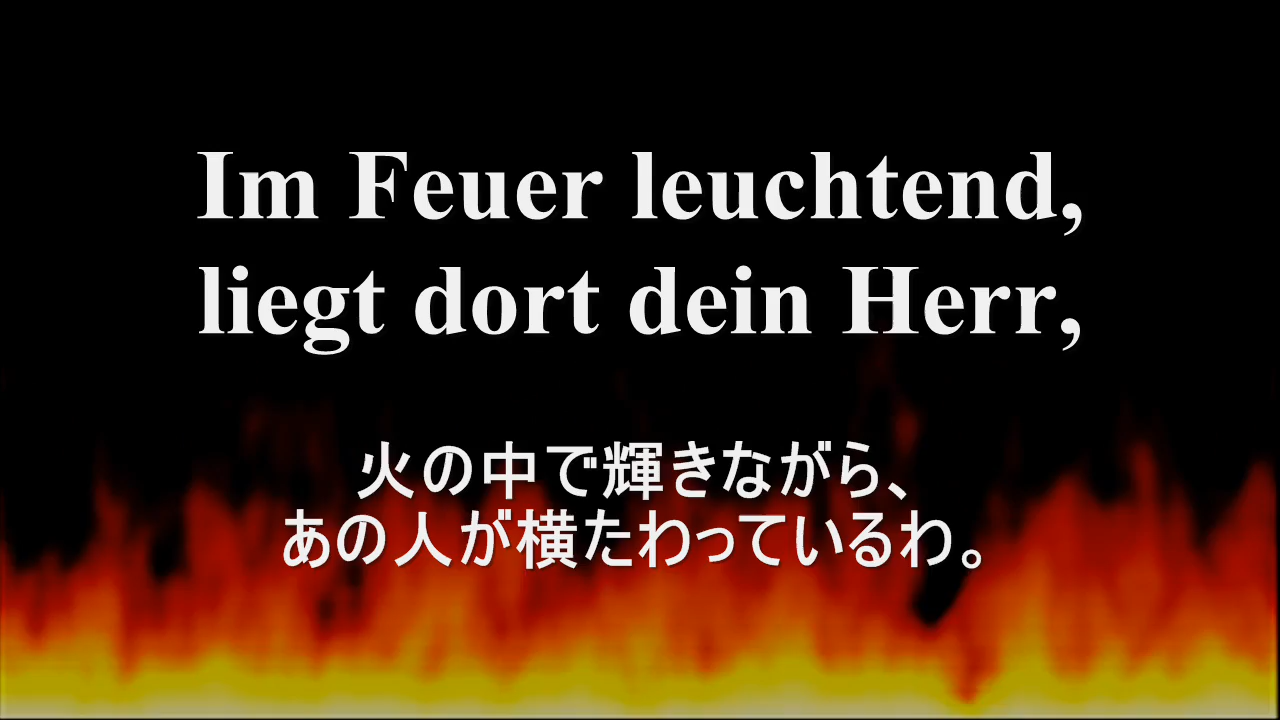 Im Feuer leuchtend,
liegt dort dein Herr,
火の中で輝きながら、
あの人が横たわっているわ。